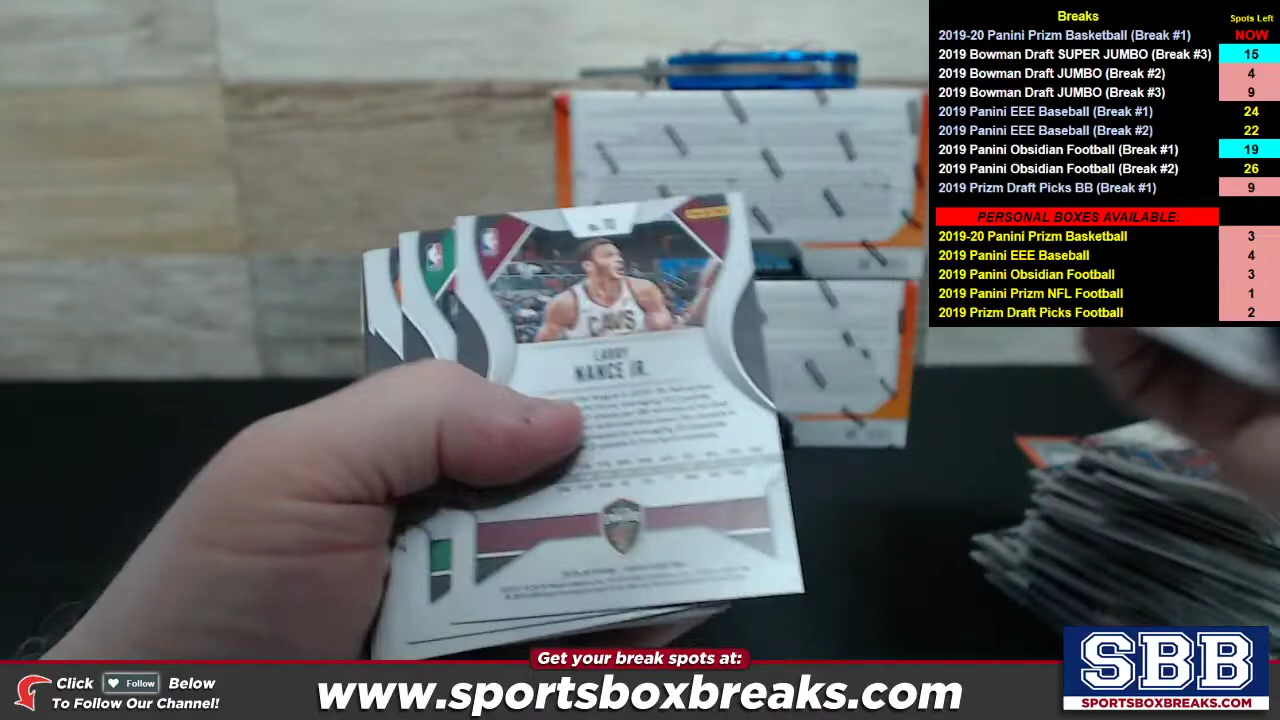 Breaks Spots Left
2019-20 Panini Prizm Basketball (Break #1) NOW
2019 Bowman Draft SUPER JUMBO (Break #3) 15
2019 Bowman Draft JUMBO (Break #2) 4
2019 Bowman Draft JUMBO (Break #3) 9
2019 Panini EEE Baseball (Break #1) 24
2019 Panini EEE Baseball (Break #2) 22
2019 Panini Obsidian Football (Break #1) 19
2019 Panini Obsidian Football (Break #2) 26
2019 Prizm Draft Picks BB (Break #1) 9
PERSONAL BOXES AVAILABLE:
2019-20 Panini Prizm Basketball 3
2019 Panini EEE Baseball 4
2019 Panini Obsidian Football 3
2019 Panini Prizm NFL Football 1
2019 Prizm Draft Picks Football 2
CAVS
LARRY
NANCE JR.
Get your break spots at:
Click Follow Below
To Follow Our Channel!
www.sportsboxbreaks.com
SBB
SPORTSBOXBREAKS.COM